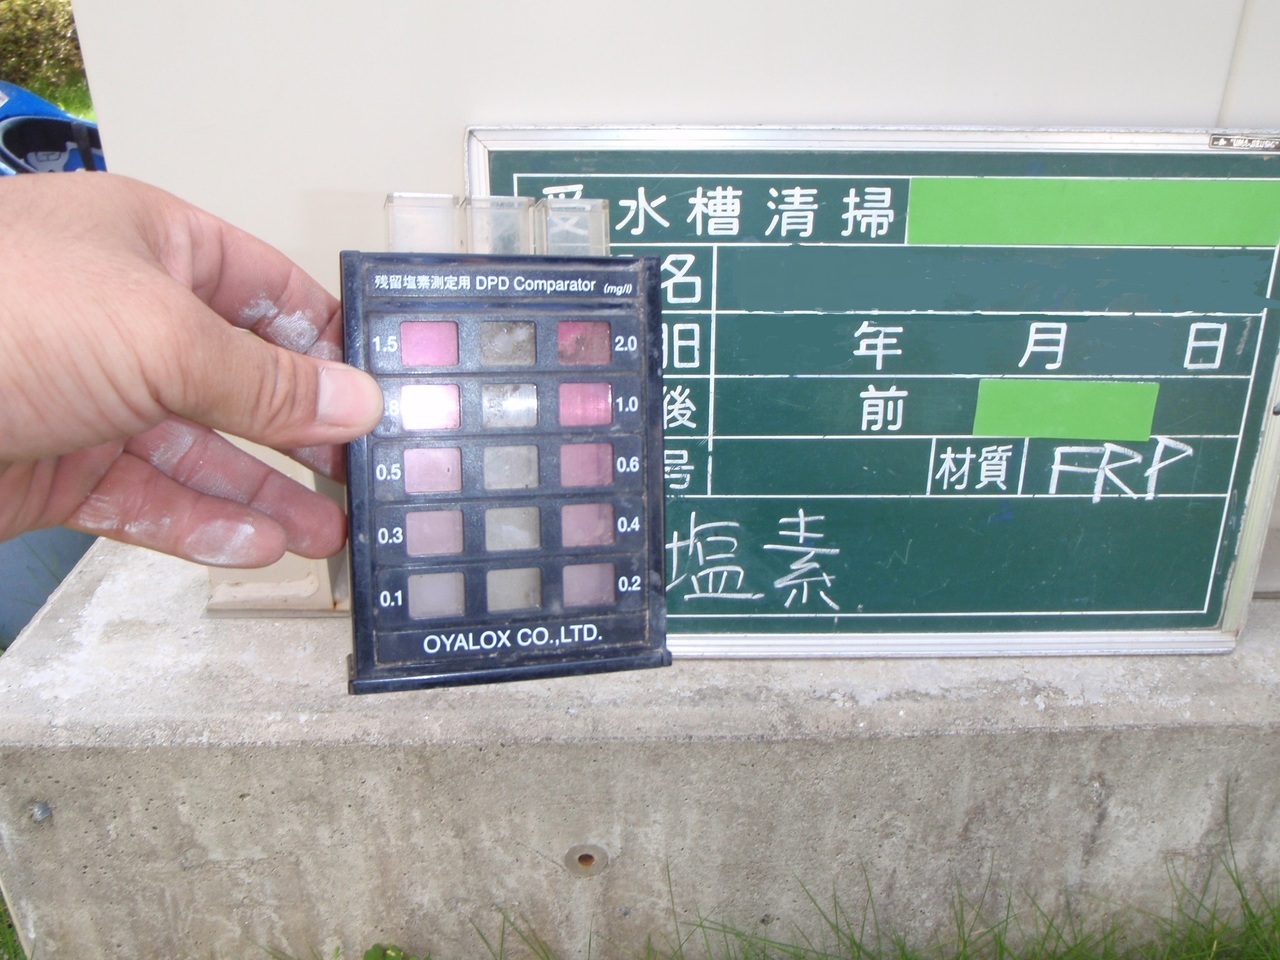 受水槽清掃
名
年 月 日
後 前
号 材質 FRP
塩素
残留塩素測定用 DPD Comparator (mg/l)
1.5 2.0
.8 1.0
0.5 0.6
0.3 0.4
0.1 0.2
OYALOX CO.,LTD.